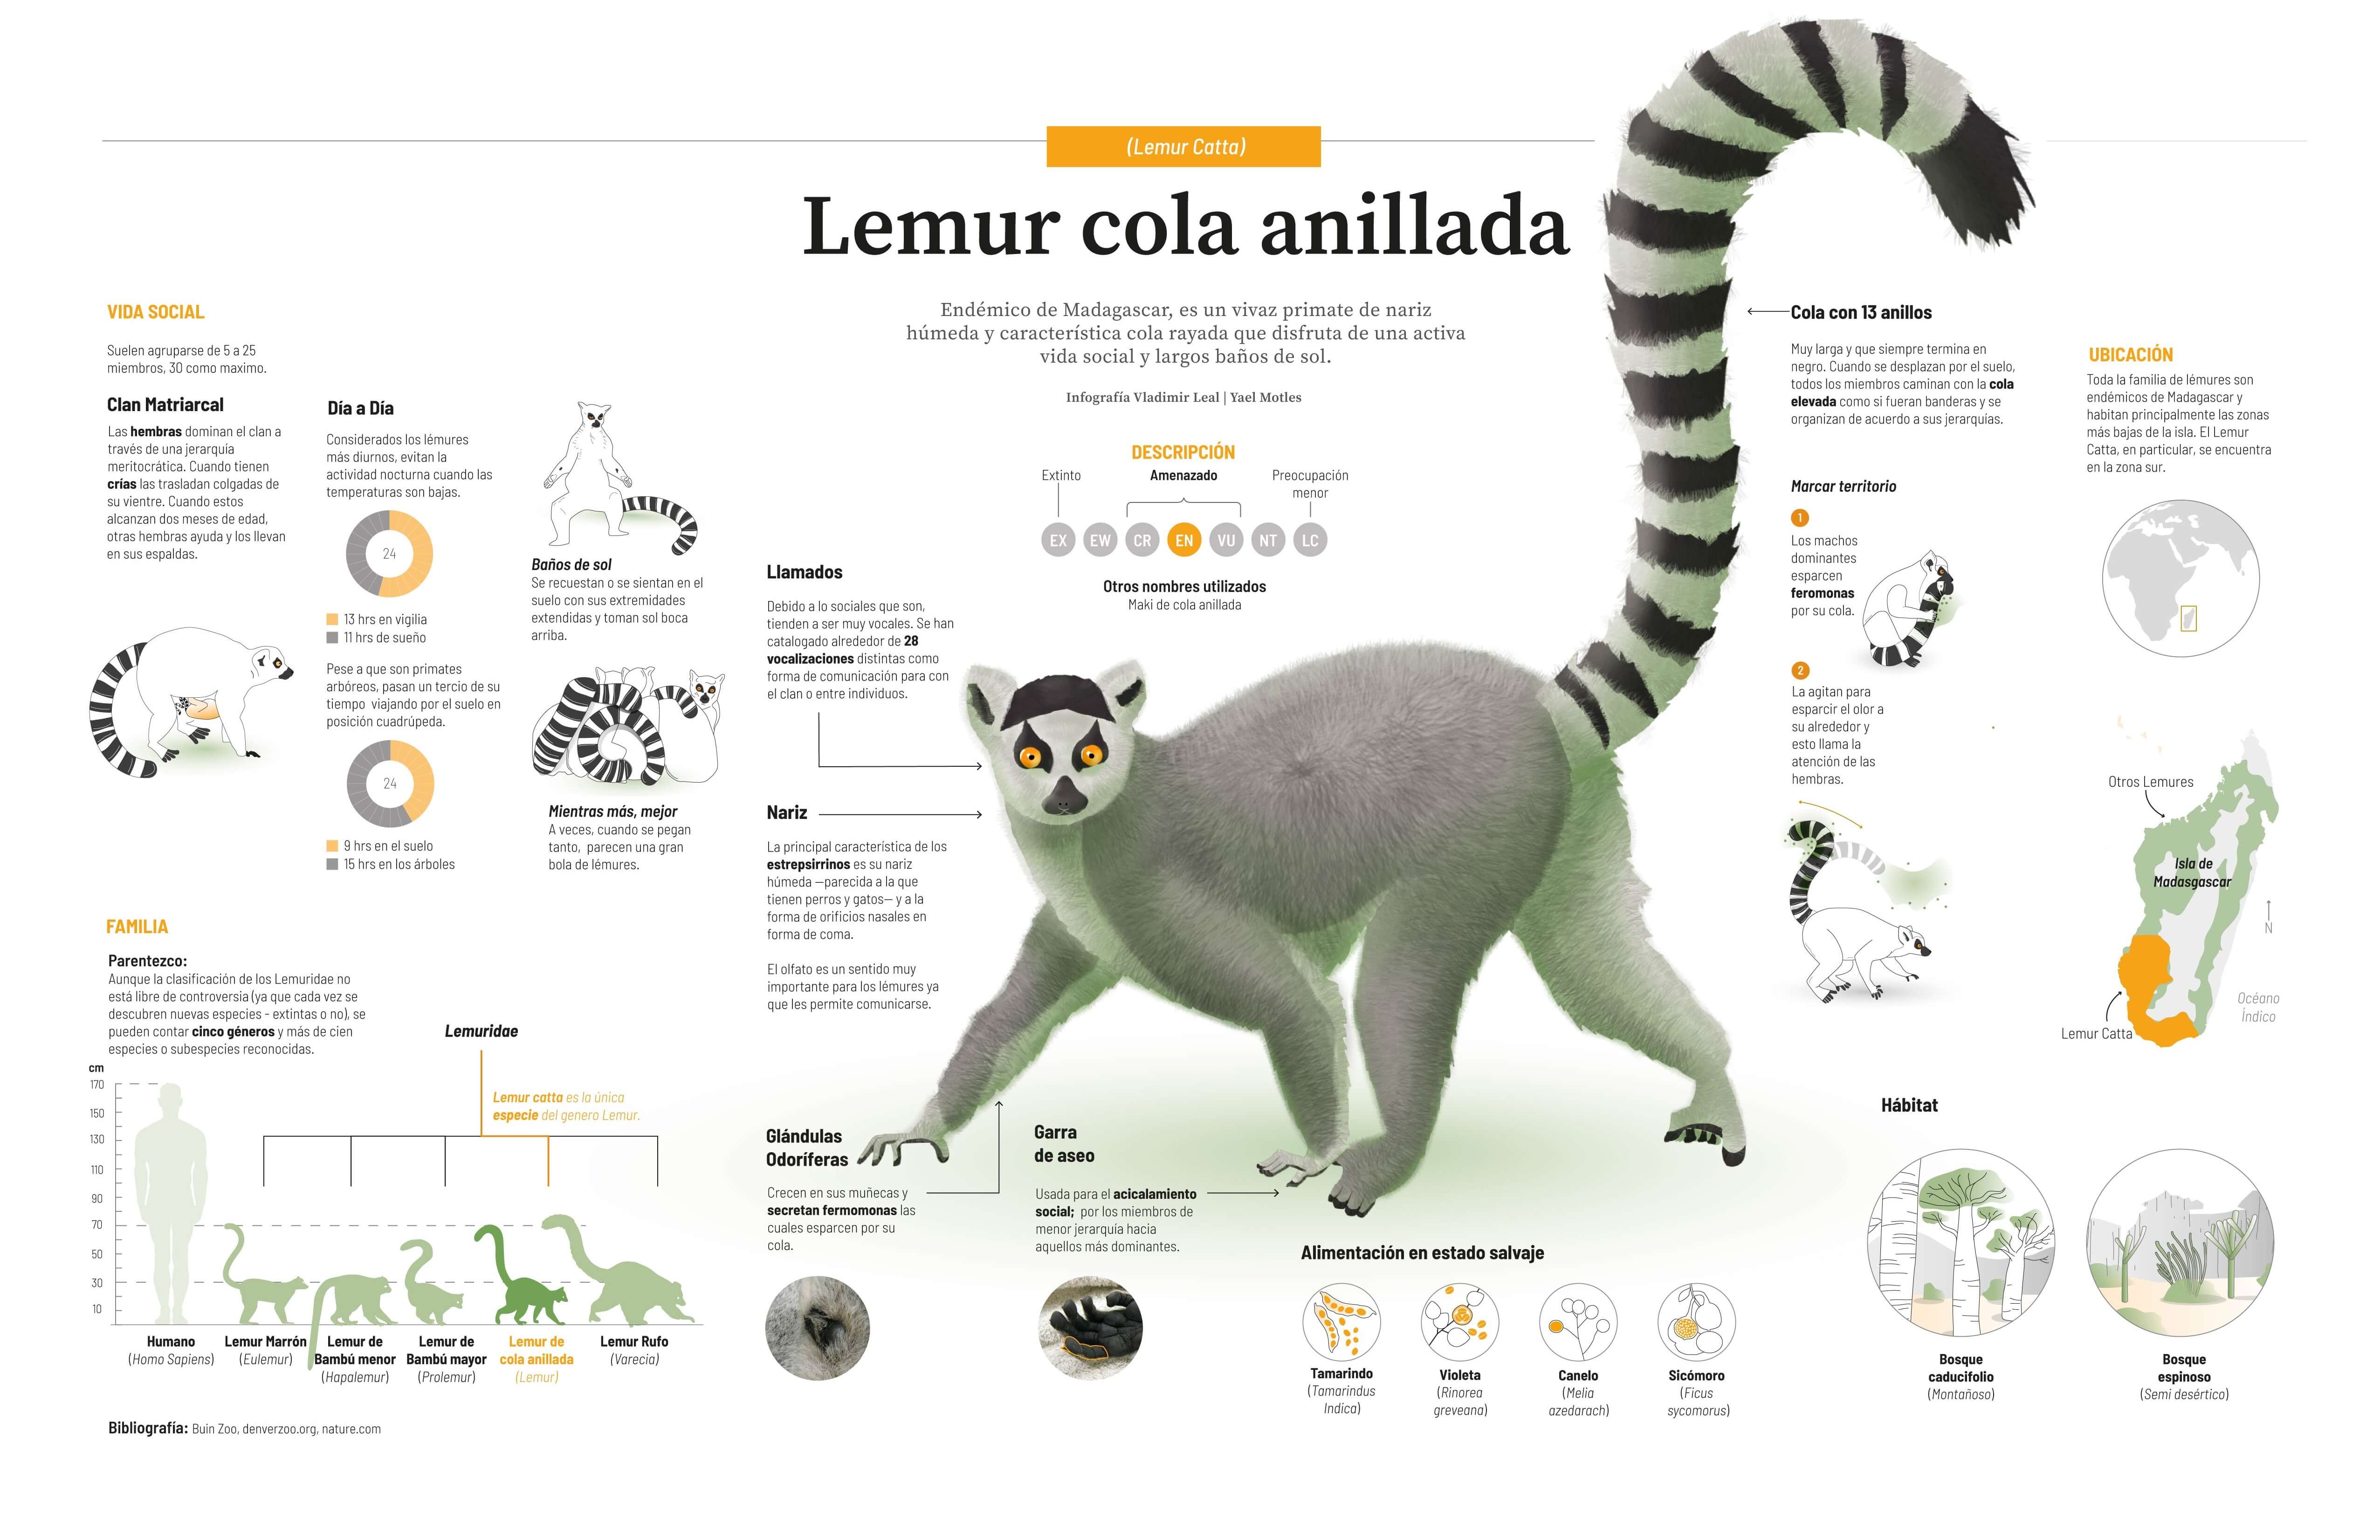 (Lemur Catta)
Lemur cola anillada
Endémico de Madagascar, es un vivaz primate de nariz
húmeda y característica cola rayada que disfruta de una activa
vida social y largos baños de sol.
Infografía Vladimir Leal | Yael Motles
VIDA SOCIAL
Suelen agruparse de 5 a 25
miembros, 30 como maximo.
Clan Matriarcal
Las hembras dominan el clan a
través de una jerarquía
meritocrática. Cuando tienen
crías las trasladan colgadas de
su vientre. Cuando estos
alcanzan dos meses de edad,
otras hembras ayuda y los llevan
en sus espaldas.
Día a Día
Considerados los lémures
más diurnos, evitan la
actividad nocturna cuando las
temperaturas son bajas.
24
13 hrs en vigilia
11 hrs de sueño
Pese a que son primates
arbóreos, pasan un tercio de su
tiempo viajando por el suelo en
posición cuadrúpeda.
24
9 hrs en el suelo
15 hrs en los árboles
Baños de sol
Se recuestan o se sientan en el
suelo con sus extremidades
extendidas y toman sol boca
arriba.
Mientras más, mejor
A veces, cuando se pegan
tanto, parecen una gran
bola de lémures.
FAMILIA
Parentezco:
Aunque la clasificación de los Lemuridae no
está libre de controversia (ya que cada vez se
descubren nuevas especies - extintas o no), se
pueden contar cinco géneros y más de cien
especies o subespecies reconocidas.
Lemuridae
Lemur catta es la única
especie del genero Lemur.
cm
170
150
130
110
90
70
50
30
10
Humano
(Homo Sapiens)
Lemur Marrón
(Eulemur)
Lemur de
Bambú menor
(Hapalemur)
Lemur de
Bambú mayor
(Prolemur)
Lemur de
cola anillada
(Lemur)
Lemur Rufo
(Varecia)
Bibliografía: Buin Zoo, denverzoo.org, nature.com
DESCRIPCIÓN
Extinto
Amenazado
Preocupación
menor
EX EW CR EN VU NT LC
Otros nombres utilizados
Maki de cola anillada
Llamados
Debido a lo sociales que son,
tienden a ser muy vocales. Se han
catalogado alrededor de 28
vocalizaciones distintas como
forma de comunicación para con
el clan o entre individuos.
Nariz
La principal característica de los
estrepsirrinos es su nariz
húmeda —parecida a la que
tienen perros y gatos— y a la
forma de orificios nasales en
forma de coma.
El olfato es un sentido muy
importante para los lémures ya
que les permite comunicarse.
Glándulas
Odoríferas
Crecen en sus muñecas y
secretan fermomonas las
cuales esparcen por su
cola.
Garra
de aseo
Usada para el acicalamiento
social; por los miembros de
menor jerarquía hacia
aquellos más dominantes.
Alimentación en estado salvaje
Tamarindo
(Tamarindus
Indica)
Violeta
(Rinorea
greveana)
Canelo
(Melia
azedarach)
Sicómoro
(Ficus
sycomorus)
Cola con 13 anillos
Muy larga y que siempre termina en
negro. Cuando se desplazan por el suelo,
todos los miembros caminan con la cola
elevada como si fueran banderas y se
organizan de acuerdo a sus jerarquías.
Marcar territorio
1
Los machos
dominantes
esparcen
feromonas
por su cola.
2
La agitan para
esparcir el olor a
su alrededor y
esto llama la
atención de las
hembras.
UBICACIÓN
Toda la familia de lémures son
endémicos de Madagascar y
habitan principalmente las zonas
más bajas de la isla. El Lemur
Catta, en particular, se encuentra
en la zona sur.
Otros Lemures
Isla de
Madasgascar
N
Océano
Índico
Lemur Catta
Hábitat
Bosque
caducifolio
(Montañoso)
Bosque
espinoso
(Semi desértico)